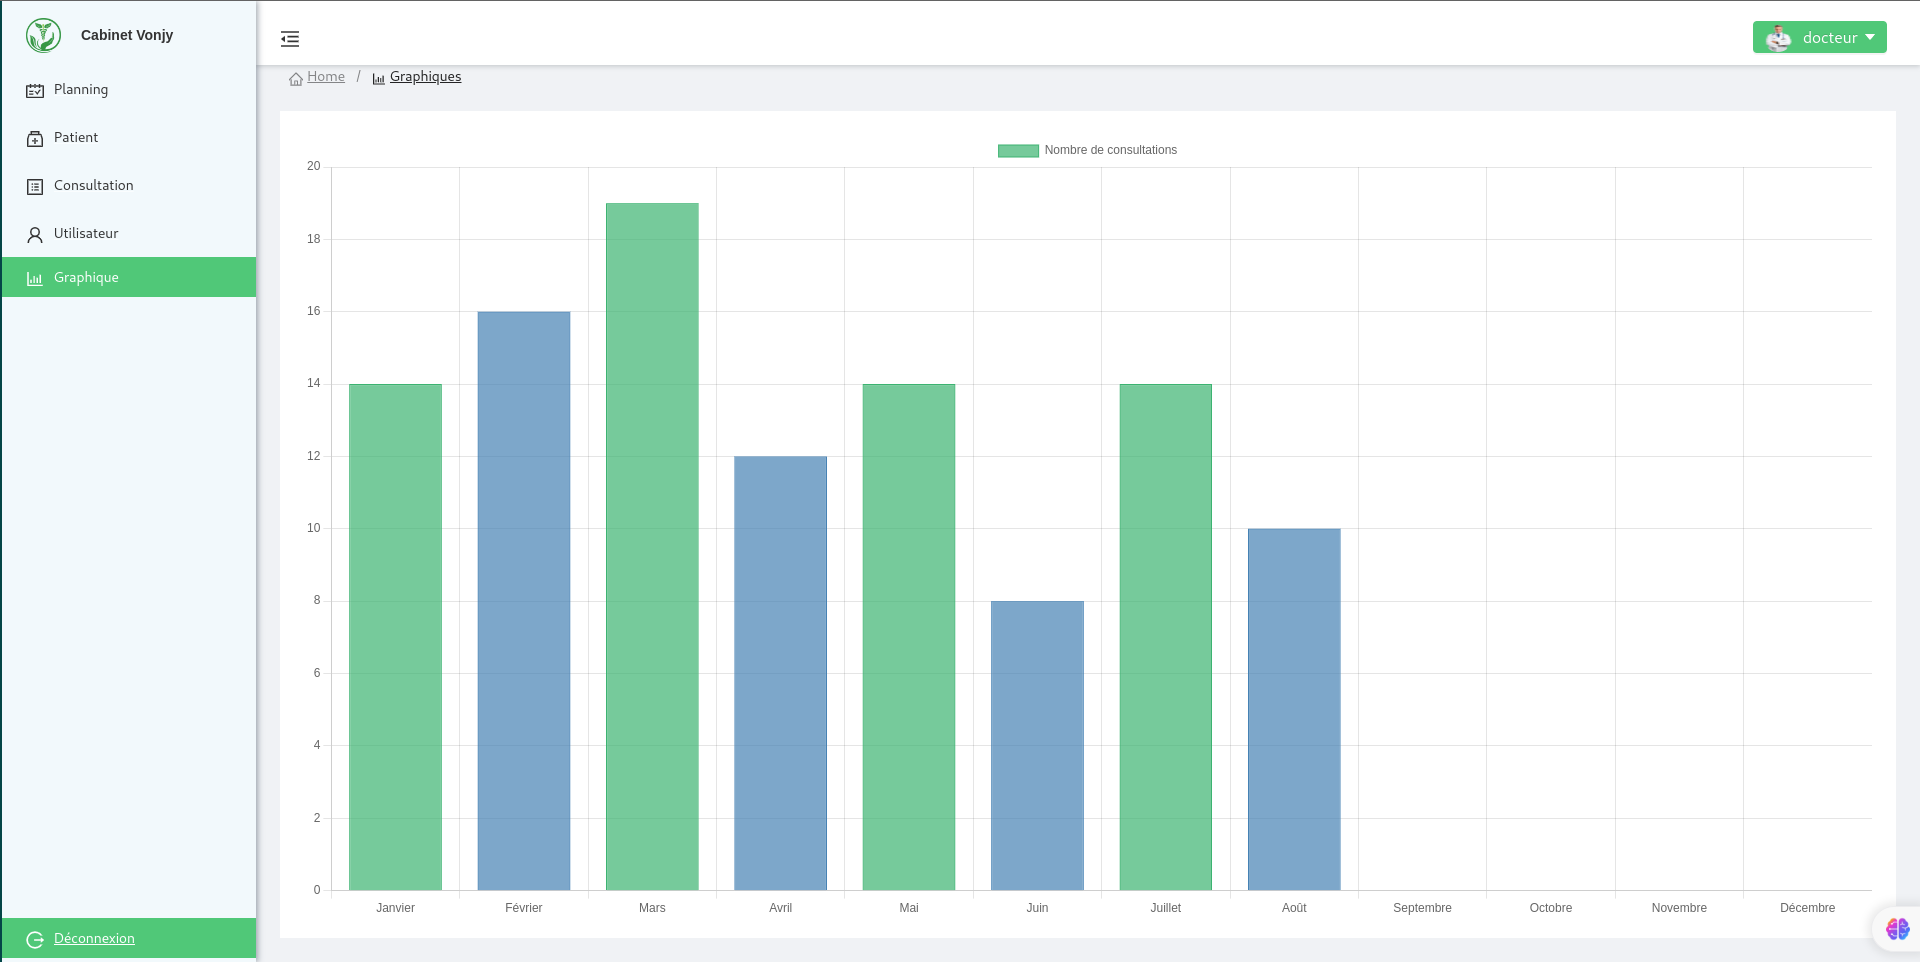 Cabinet Vonjy
docteur
Planning
Patient
Consultation
Utilisateur
Graphique
Déconnexion
Home / Graphiques
Nombre de consultations
20
18
16
14
12
10
8
6
4
2
0
Janvier Février Mars Avril Mai Juin Juillet Août Septembre Octobre Novembre Décembre